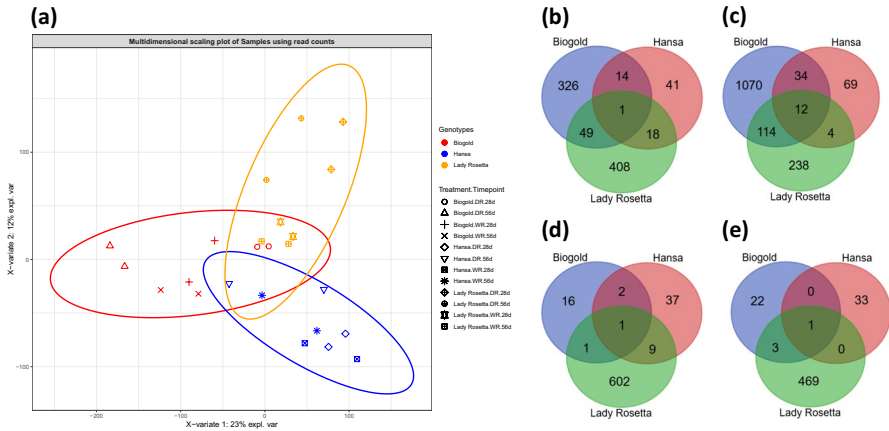 (a)
Multidimensional scaling plot of Samples using read counts
X-variate 2: 12% expl. var
100
0
−100
−200
−100
0
100
X-variate 1: 23% expl. var
Genotypes
Biogold
Hansa
Lady Rosetta
Treatment.Timepoint
Biogold.DR.28d
Biogold.DR.56d
Biogold.WR.28d
Biogold.WR.56d
Hansa.DR.28d
Hansa.DR.56d
Hansa.WR.28d
Hansa.WR.56d
Lady Rosetta.DR.28d
Lady Rosetta.DR.56d
Lady Rosetta.WR.28d
Lady Rosetta.WR.56d
(b)
Biogold
Hansa
326
14
41
1
49
18
408
Lady Rosetta
(c)
Biogold
Hansa
1070
34
69
12
114
4
238
Lady Rosetta
(d)
Biogold
Hansa
16
2
37
1
1
9
602
Lady Rosetta
(e)
Biogold
Hansa
22
0
33
1
3
0
469
Lady Rosetta